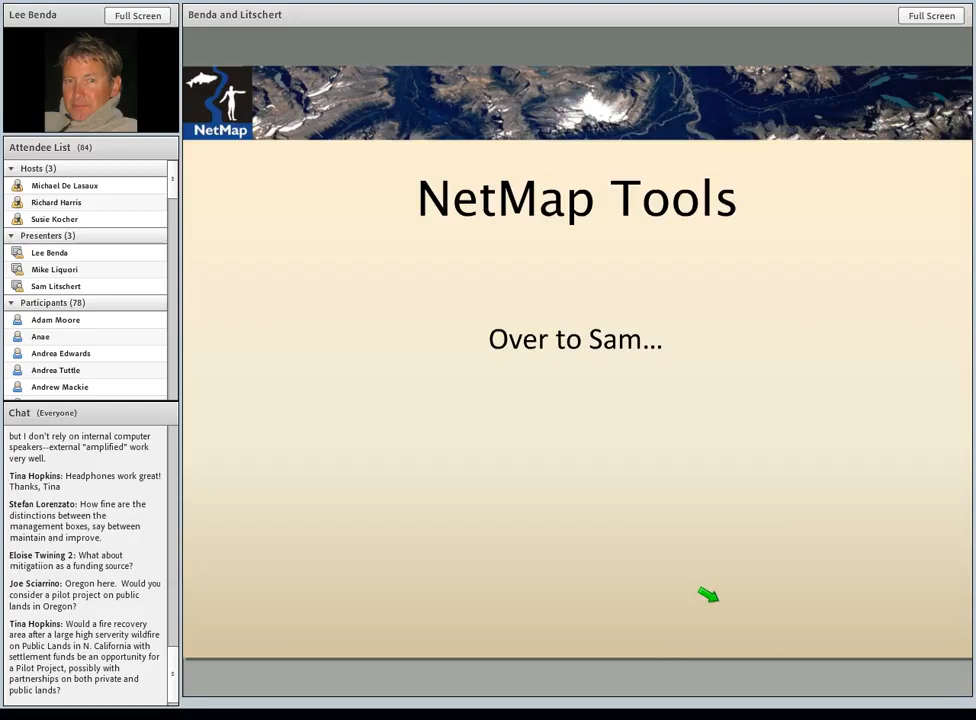 Lee Benda
Full Screen
Benda and Litschert
Full Screen
Attendee List (84)
Hosts (3)
Michael De Lasaux
Richard Harris
Susie Kocher
Presenters (3)
Lee Benda
Mike Liquori
Sam Litschert
Participants (78)
Adam Moore
Anae
Andrea Edwards
Andrea Tuttle
Andrew Mackie
Chat (Everyone)
but I don't rely on internal computer
speakers--external "amplified" work
very well.
Tina Hopkins: Headphones work great!
Thanks, Tina
Stefan Lorenzato: How fine are the
distinctions between the
management boxes, say between
maintain and improve.
Eloise Twining 2: What about
mitigatiion as a funding source?
Joe Sciarrino: Oregon here. Would you
consider a pilot project on public
lands in Oregon?
Tina Hopkins: Would a fire recovery
area after a large high serverity wildfire
on Public Lands in N. California with
settlement funds be an opportunity for
a Pilot Project, possibly with
partnerships on both private and
public lands?
NetMap
NetMap Tools
Over to Sam...